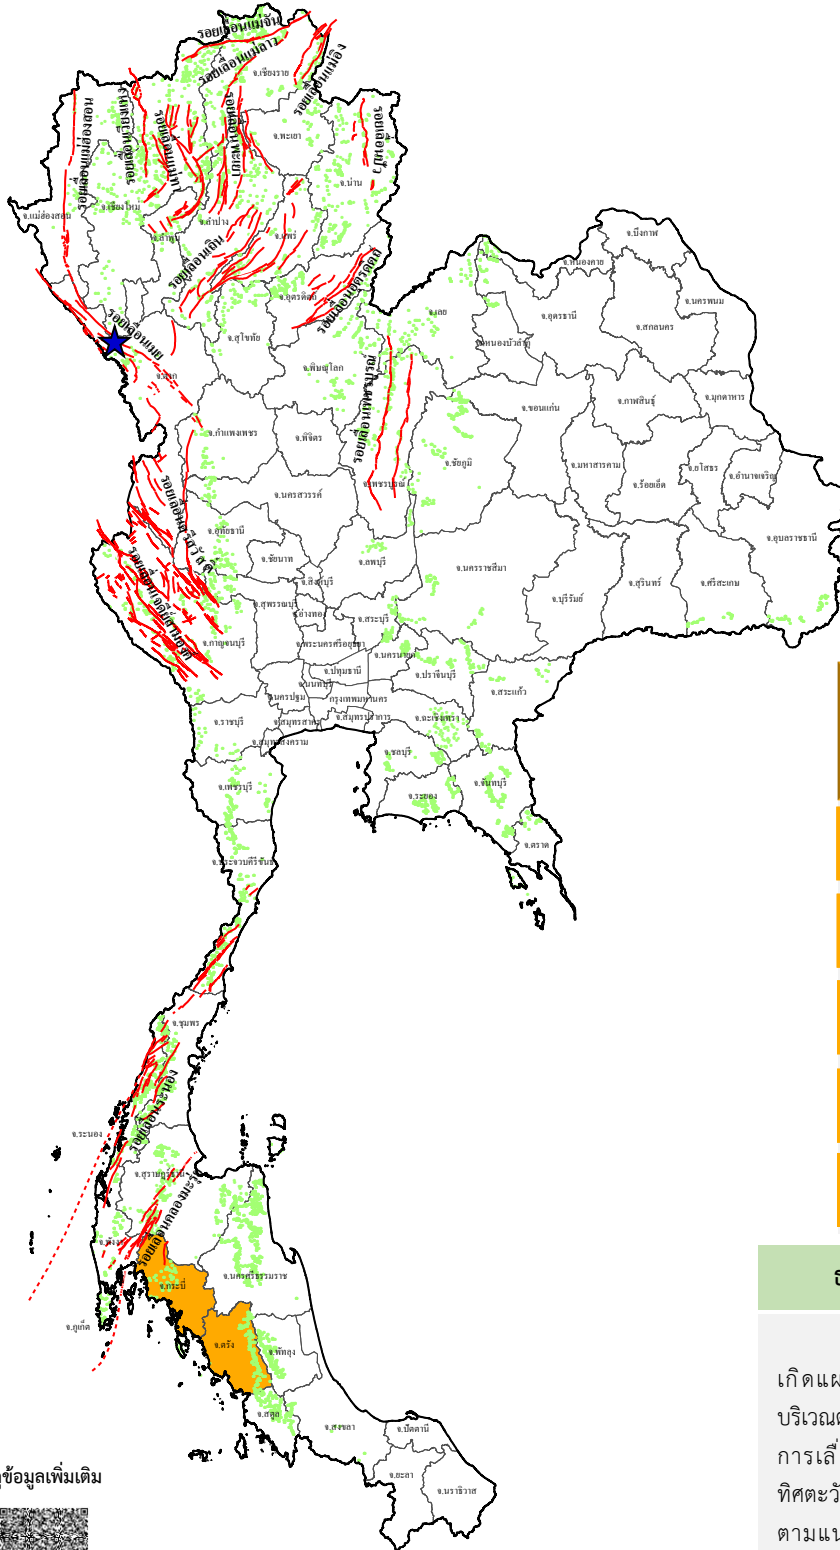 รอยเลื่อนแม่จัน
รอยเลื่อนแม่ลาว
จ.เชียงราย
รอยเลื่อนแม่อิง
รอยเลื่อนแม่ฮ่องสอน
รอยเลื่อนแม่ทา
รอยเลื่อนพะเยา
จ.พะเยา
รอยเลื่อนปัว
จ.น่าน
จ.แม่ฮ่องสอน
จ.เชียงใหม่
จ.ลำพูน
จ.ลำปาง
จ.แพร่
รอยเลื่อนเถิน
จ.อุตรดิตถ์
รอยเลื่อนอุตรดิตถ์
จ.บึงกาฬ
จ.หนองคาย
จ.นครพนม
จ.เลย
จ.อุดรธานี
จ.สกลนคร
รอยเลื่อนเมย
จ.สุโขทัย
จ.หนองบัวลำภู
จ.ตาก
จ.พิษณุโลก
รอยเลื่อนเพชรบูรณ์
จ.ขอนแก่น
จ.กาฬสินธุ์
จ.มุกดาหาร
จ.กำแพงเพชร
จ.พิจิตร
จ.ชัยภูมิ
จ.มหาสารคาม
จ.ร้อยเอ็ด
จ.ยโสธร
จ.อำนาจเจริญ
จ.เพชรบูรณ์
จ.นครสวรรค์
รอยเลื่อนศรีสวัสดิ์
จ.อุทัยธานี
จ.อุบลราชธานี
จ.ชัยนาท
จ.ลพบุรี
จ.นครราชสีมา
รอยเลื่อนเจดีย์สามองค์
จ.สิงห์บุรี
จ.บุรีรัมย์
จ.สุรินทร์
จ.ศรีสะเกษ
จ.สุพรรณบุรี
จ.อ่างทอง
จ.สระบุรี
จ.กาญจนบุรี
จ.พระนครศรีอยุธยา
จ.นครนายก
จ.ปทุมธานี
จ.ปราจีนบุรี
จ.นนทบุรี
จ.สระแก้ว
จ.นครปฐม
กรุงเทพมหานคร
จ.ราชบุรี
จ.สมุทรสาคร
จ.สมุทรปราการ
จ.ฉะเชิงเทรา
จ.สมุทรสงคราม
จ.ชลบุรี
จ.เพชรบุรี
จ.ระยอง
จ.จันทบุรี
จ.ตราด
จ.ประจวบคีรีขันธ์
จ.ชุมพร
รอยเลื่อนระนอง
จ.ระนอง
จ.สุราษฎร์ธานี
รอยเลื่อนคลองมะรุ่ย
จ.พังงา
จ.นครศรีธรรมราช
จ.กระบี่
จ.ภูเก็ต
จ.ตรัง
จ.พัทลุง
จ.สตูล
จ.สงขลา
จ.ปัตตานี
จ.ยะลา
จ.นราธิวาส
ข้อมูลเพิ่มเติม
ธ
เกิดแผ
บริเวณ
การเลื่
ทิศตะวั
ตามแน